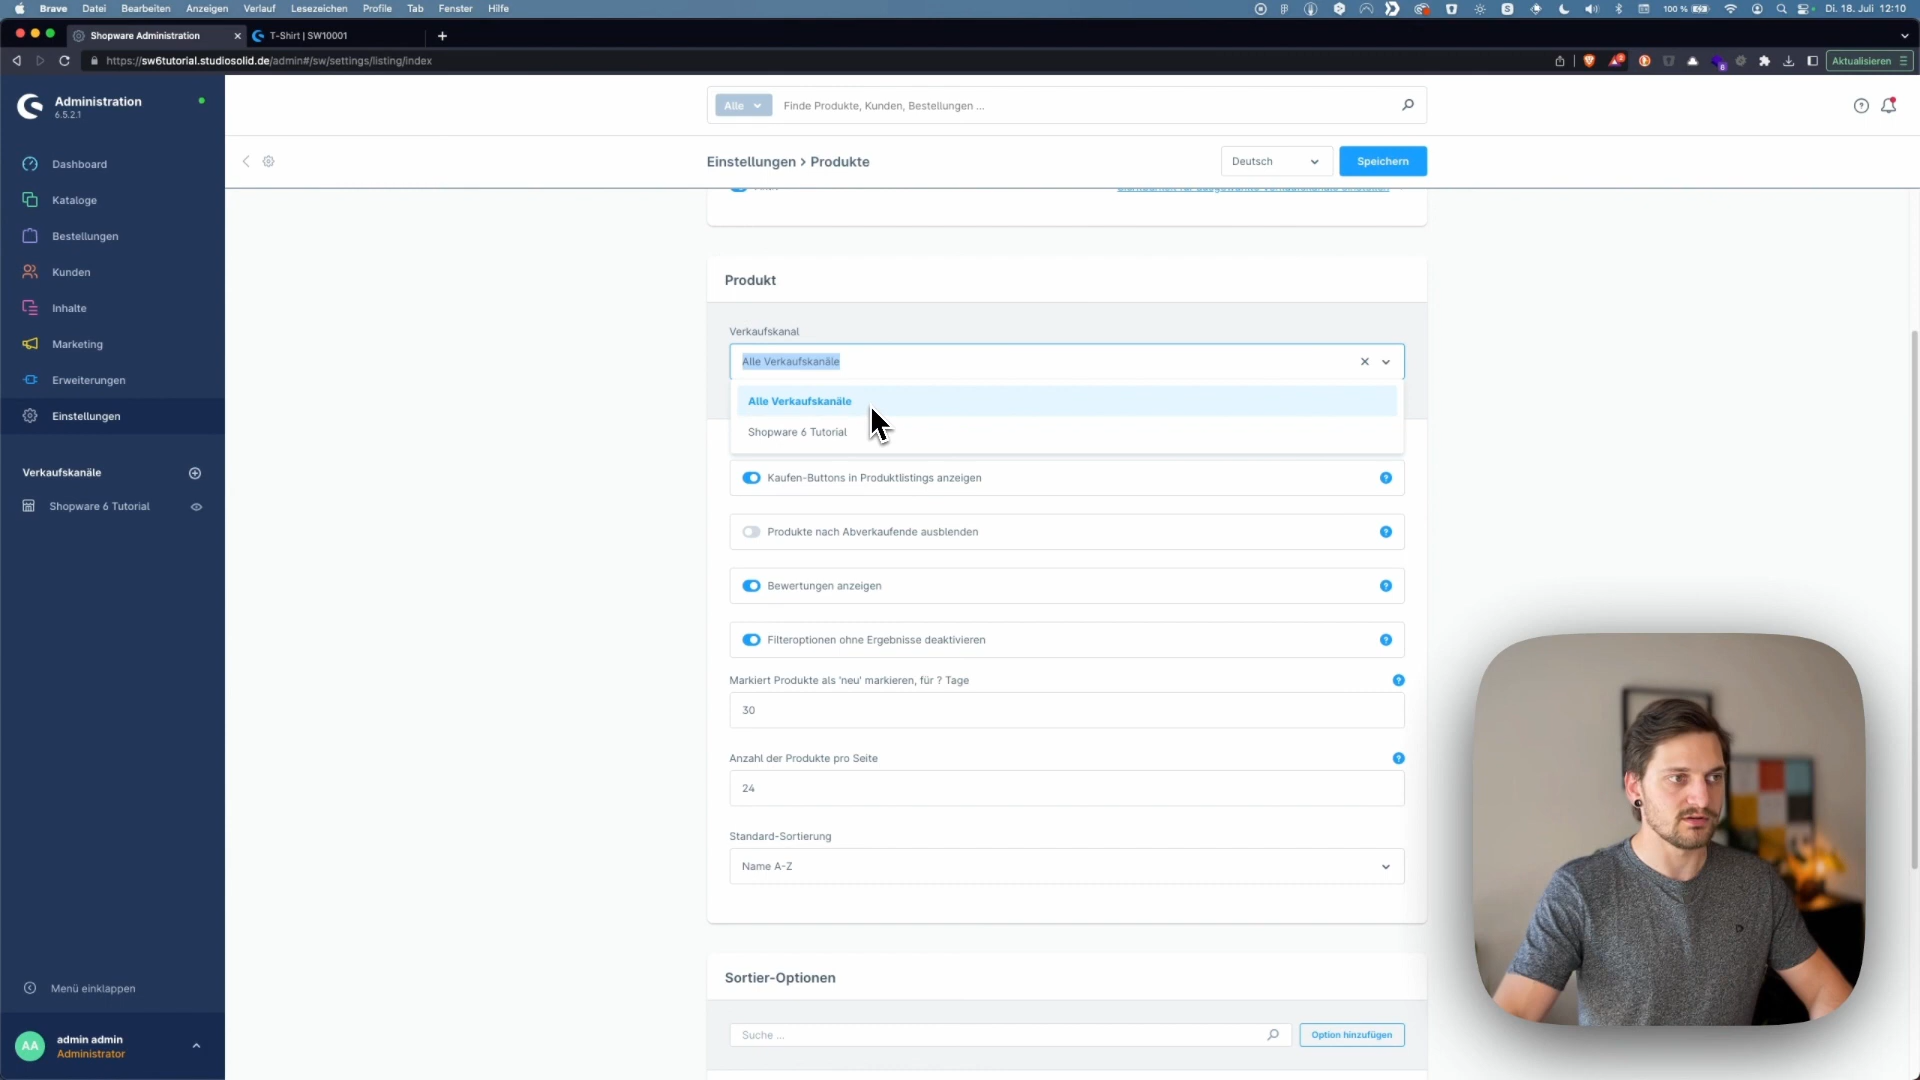 Brave Datei Bearbeiten Anzeigen Verlauf Lesezeichen Profile Tab Fenster Hilfe 100 % Di. 18. Juli 12:10
Shopware Administration
T-Shirt | SW10001
https://sw6tutorial.studiosolid.de/admin#/sw/settings/listing/index
Aktualisieren
Administration
6.5.2.1
Alle
Finde Produkte, Kunden, Bestellungen ...
Einstellungen > Produkte
Deutsch
Speichern
Dashboard
Kataloge
Bestellungen
Kunden
Inhalte
Marketing
Erweiterungen
Einstellungen
Verkaufskanäle
Shopware 6 Tutorial
Menü einklappen
AA
admin admin
Administrator
Produkt
Verkaufskanal
Alle Verkaufskanäle
Alle Verkaufskanäle
Shopware 6 Tutorial
Kaufen-Buttons in Produktlistings anzeigen
Produkte nach Abverkaufende ausblenden
Bewertungen anzeigen
Filteroptionen ohne Ergebnisse deaktivieren
Markiert Produkte als 'neu' markieren, für ? Tage
30
Anzahl der Produkte pro Seite
24
Standard-Sortierung
Name A-Z
Sortier-Optionen
Suche ...
Option hinzufügen